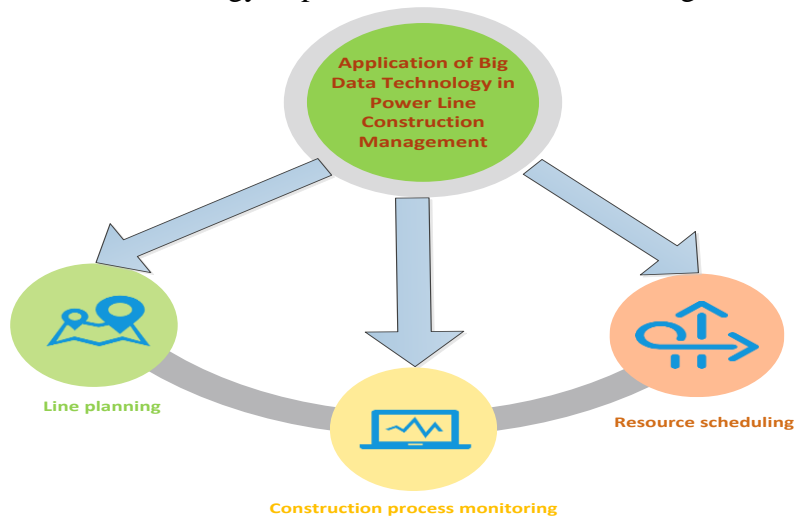 Application of Big
Data Technology in
Power Line
Construction
Management
Line planning
Resource scheduling
Construction process monitoring